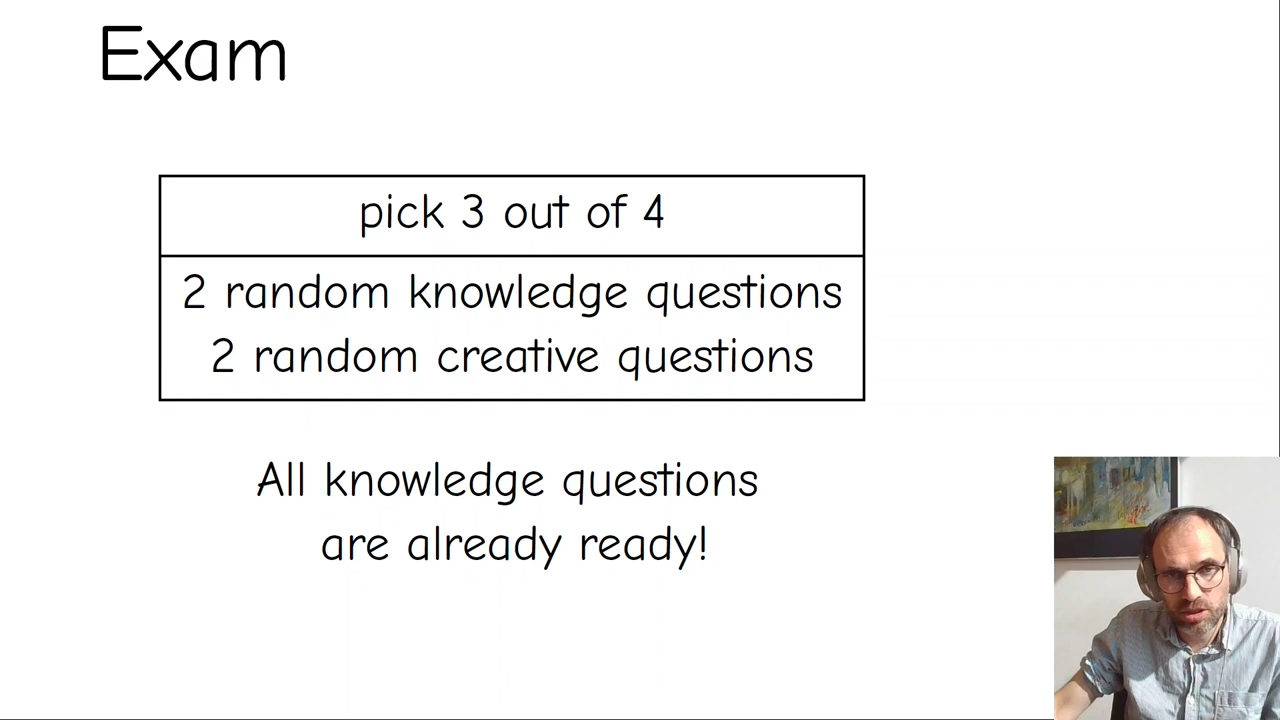 Exam
pick 3 out of 4
2 random knowledge questions
2 random creative questions
All knowledge questions
are already ready!